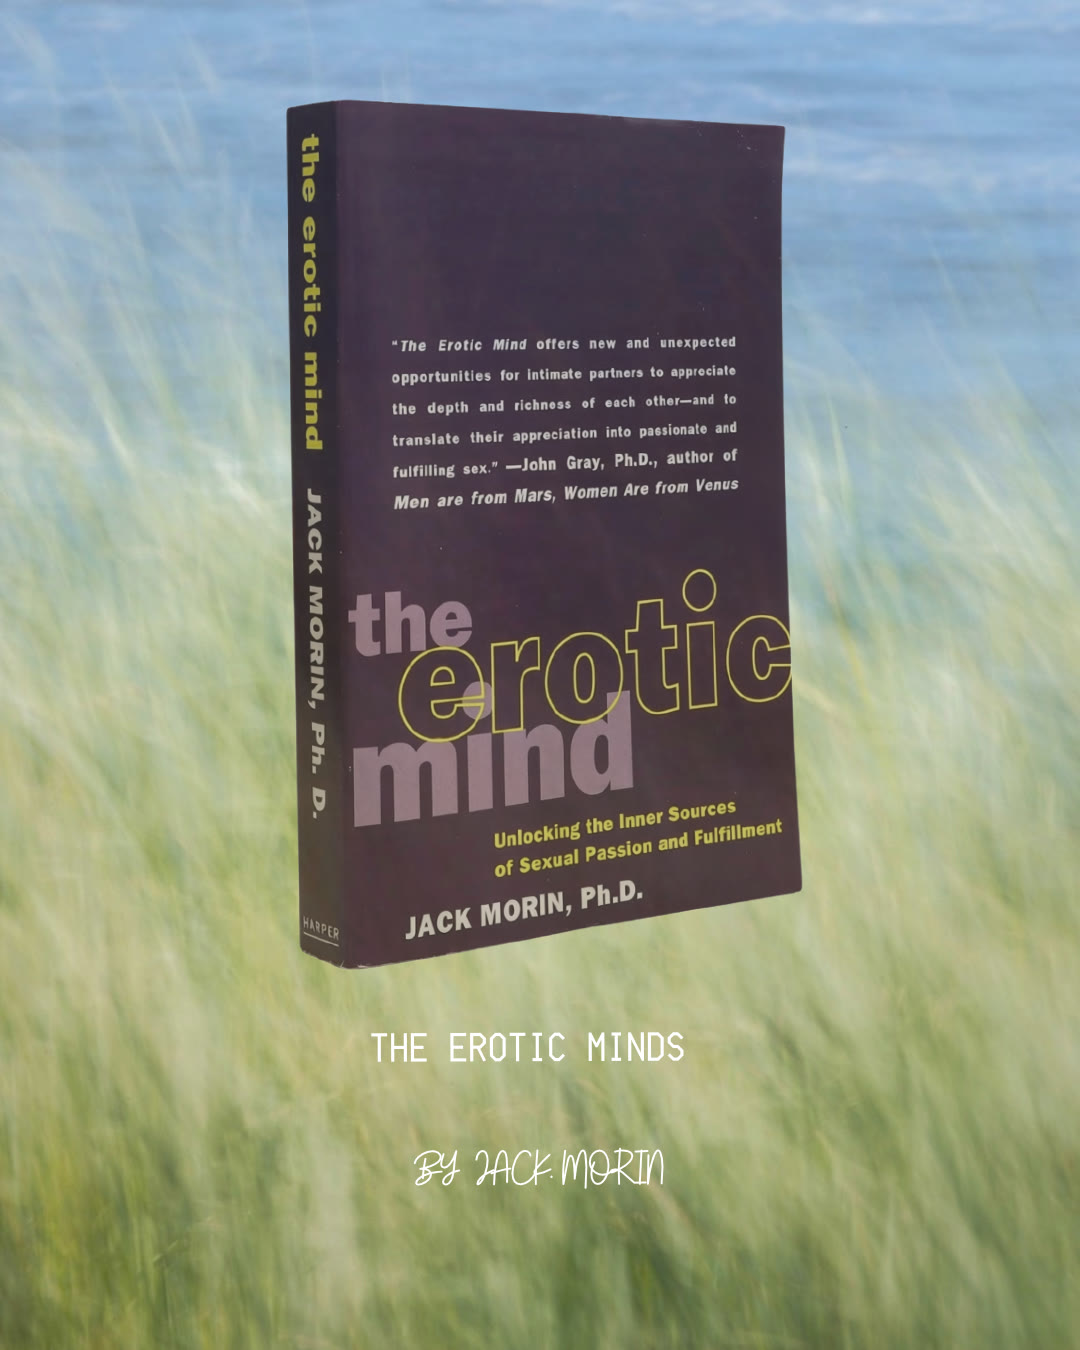 the erotic mind JACK MORIN, Ph. D.
HARPER
"The Erotic Mind offers new and unexpected
opportunities for intimate partners to appreciate
the depth and richness of each other—and to
translate their appreciation into passionate and
fulfilling sex." —John Gray, Ph.D., author of
Men are from Mars, Women Are from Venus
the
erotic
mind
Unlocking the Inner Sources
of Sexual Passion and Fulfillment
JACK MORIN, Ph.D.
THE EROTIC MINDS
BY JACK. MORIN